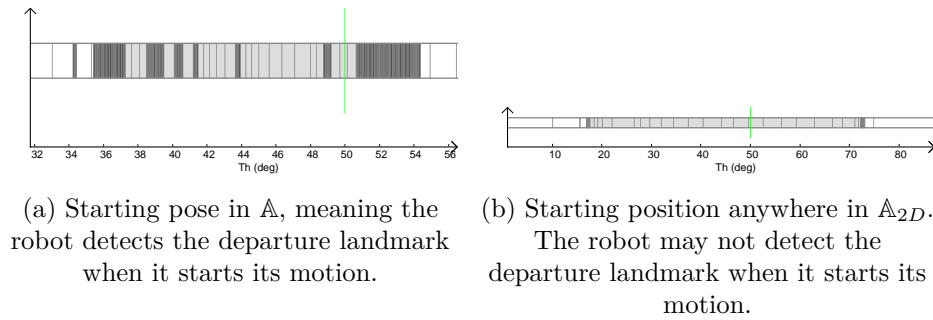 32 34 36 38 40 42 44 46 48 50 52 54 56
Th (deg)
10 20 30 40 50 60 70 80
Th (deg)
(a) Starting pose in 𝔸, meaning the
robot detects the departure landmark
when it starts its motion.
(b) Starting position anywhere in 𝔸2D.
The robot may not detect the
departure landmark when it starts its
motion.